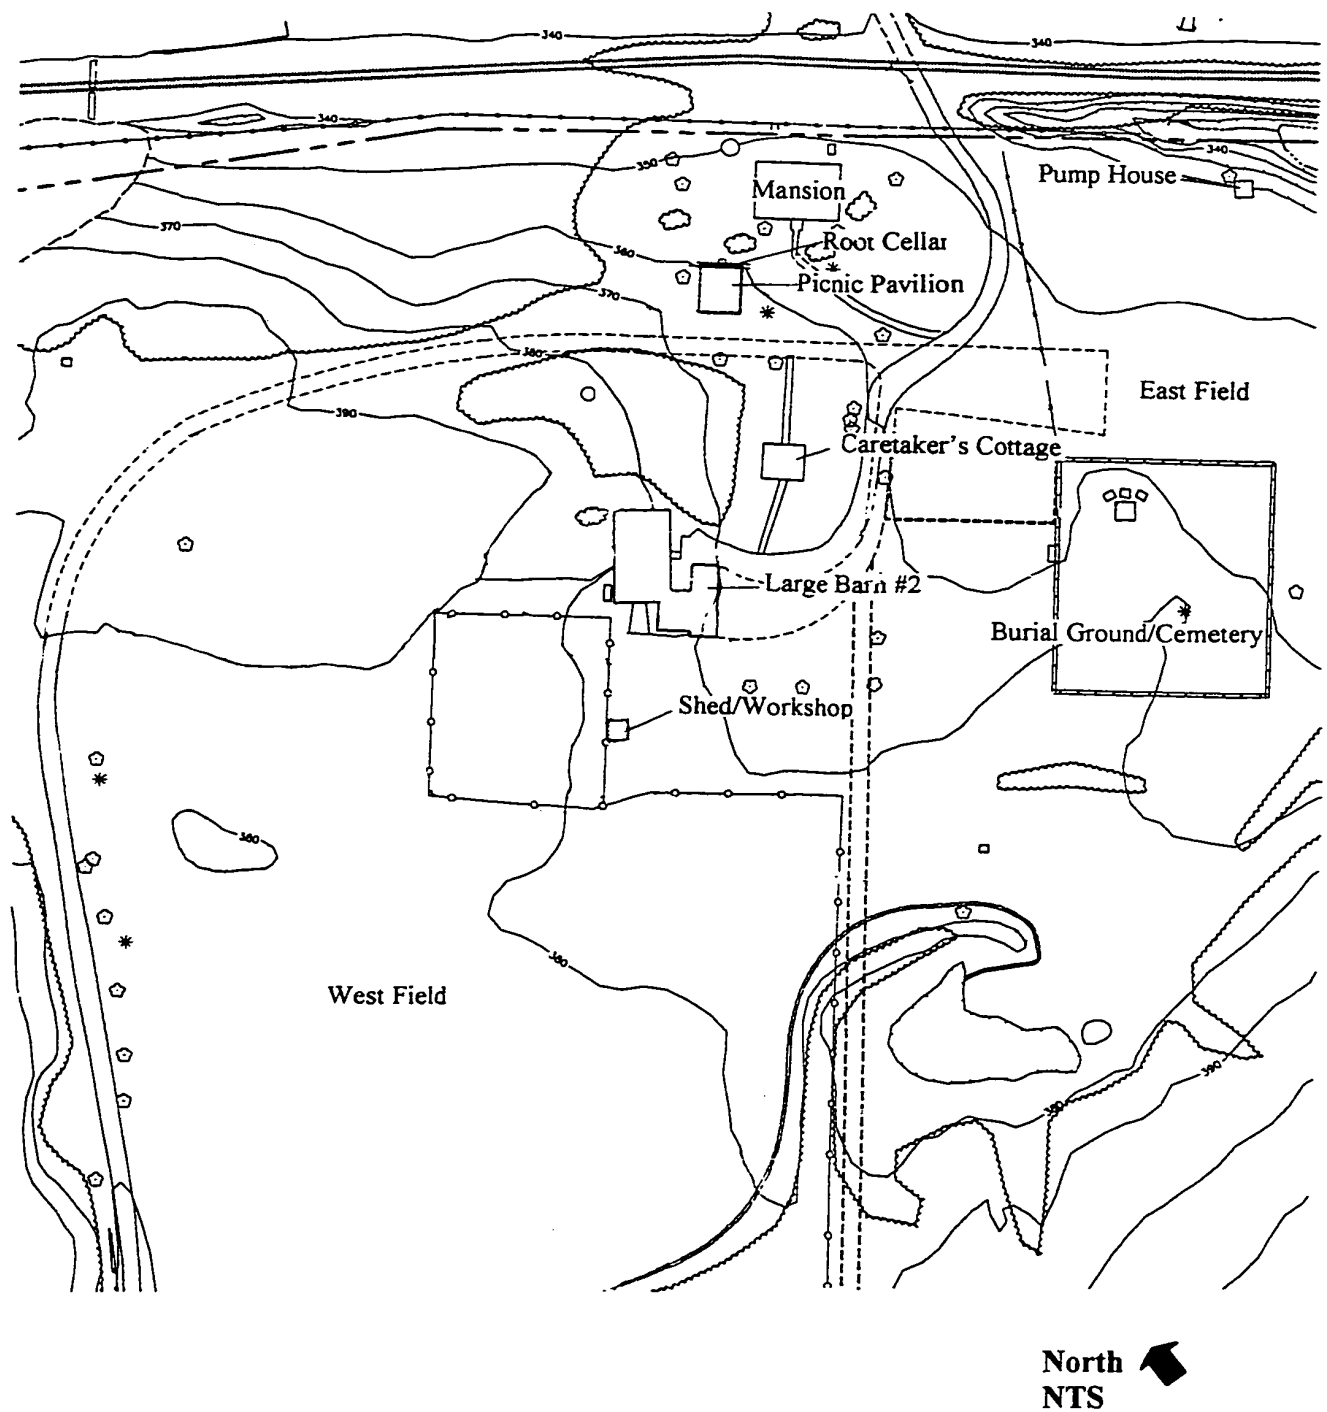 340
340
340
340
Pump House
350
Mansion
370
Root Cellar
360
Picnic Pavilion
370
380
East Field
390
Caretaker's Cottage
Large Barn #2
Burial Ground/Cemetery
Shed/Workshop
380
380
West Field
390
380
North
NTS